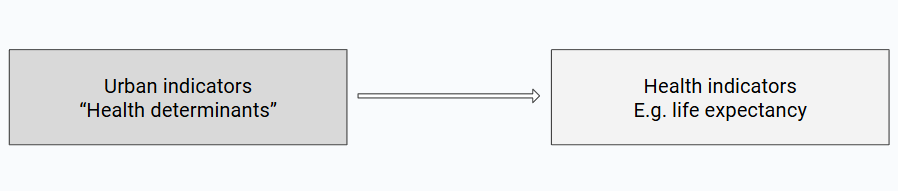 Urban indicators
“Health determinants”
Health indicators
E.g. life expectancy